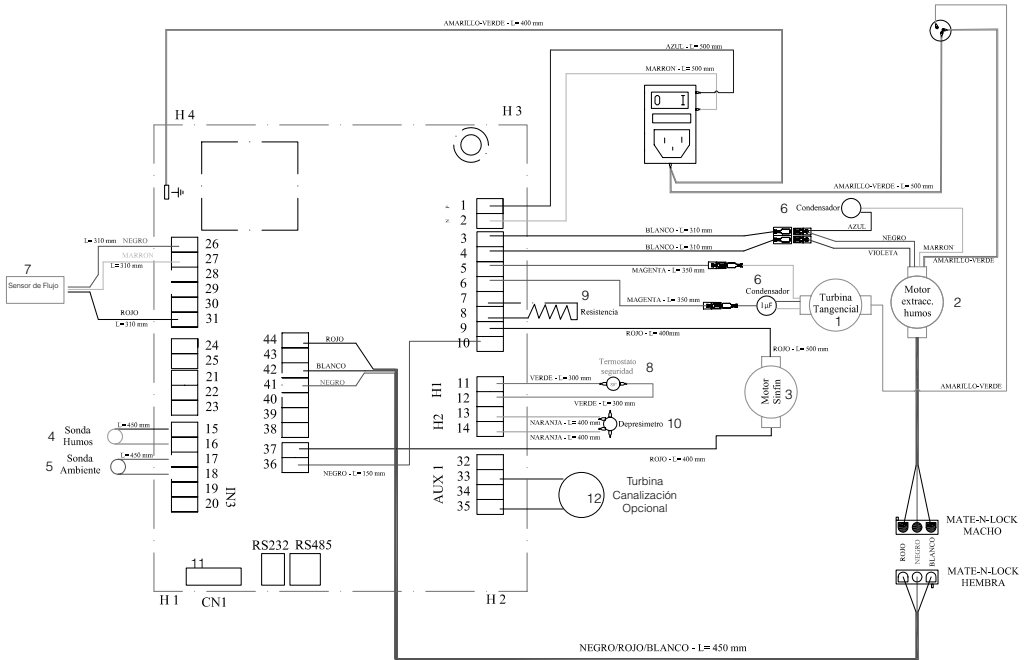 AMARILLO-VERDE - L= 400 mm
AZUL - L= 500 mm
MARRON - L= 500 mm
O I
AMARILLO-VERDE - L= 500 mm
H 4
H 3
1
2
3
4
5
6
7
8
9
10
F
N
BLANCO - L= 310 mm
BLANCO - L= 310 mm
MAGENTA - L= 350 mm
MAGENTA - L= 350 mm
6 Condensador
AZUL
NEGRO
VIOLETA
MARRON
AMARILLO-VERDE
6
Condensador
1µF
Turbina
Tangencial
1
Motor
extracc.
humos
2
9
Resistencia
ROJO - L= 400mm
ROJO - L= 500 mm
AMARILLO-VERDE
7
Sensor de Flujo
L= 310 mm NEGRO
MARRON
L= 310 mm
ROJO
L= 310 mm
26
27
28
29
30
31
24
25
21
22
23
15
16
17
18
19
20
IN3
4 Sonda
Humos
L= 450 mm
5 Sonda
Ambiente
L= 450 mm
44
43
42
41
40
39
38
37
36
ROJO
BLANCO
NEGRO
NEGRO - L= 150 mm
H1
H2
11
12
13
14
Termostato
seguridad
8
VERDE - L= 300 mm
VERDE - L= 300 mm
NARANJA - L= 400 mm
NARANJA - L= 400 mm
Depresimetro 10
Motor
Sinfin
3
ROJO - L= 400 mm
AUX 1
32
33
34
35
12
Turbina
Canalización
Opcional
RS232 RS485
11
CN1
H 1
H 2
MATE-N-LOCK
MACHO
ROJO
NEGRO
BLANCO
MATE-N-LOCK
HEMBRA
NEGRO/ROJO/BLANCO - L= 450 mm